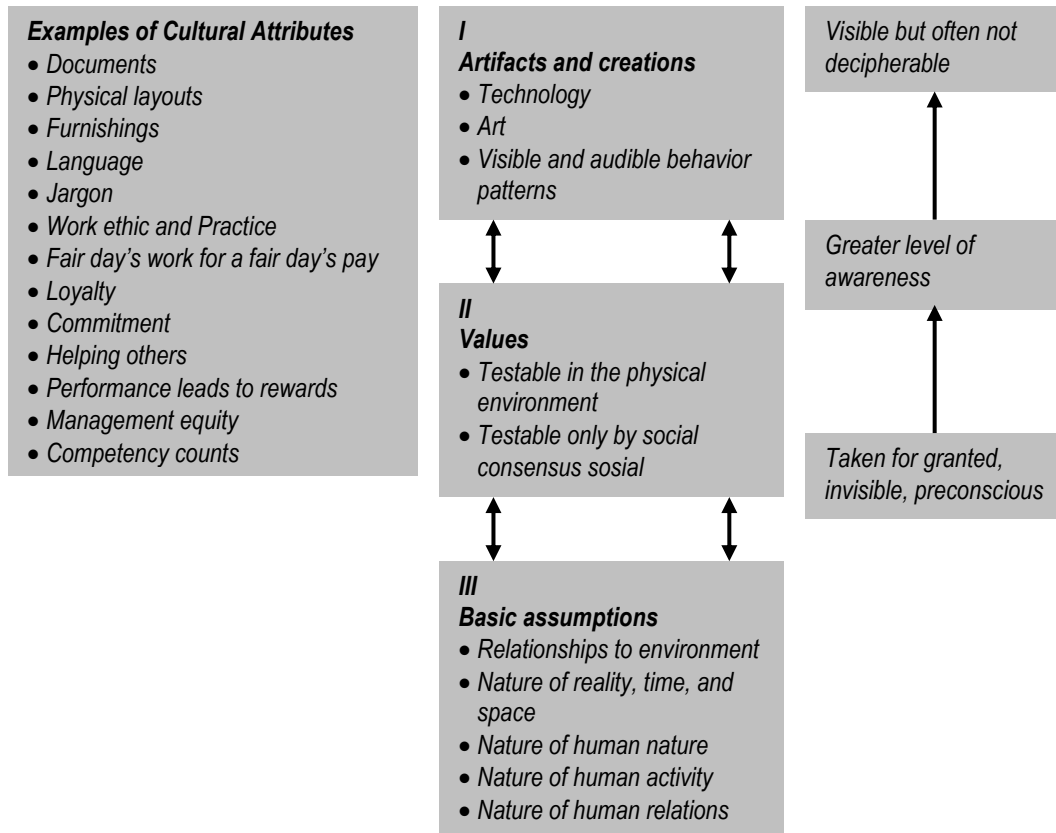 Examples of Cultural Attributes
• Documents
• Physical layouts
• Furnishings
• Language
• Jargon
• Work ethic and Practice
• Fair day’s work for a fair day’s pay
• Loyalty
• Commitment
• Helping others
• Performance leads to rewards
• Management equity
• Competency counts
I
Artifacts and creations
• Technology
• Art
• Visible and audible behavior
patterns
II
Values
• Testable in the physical
environment
• Testable only by social
consensus sosial
III
Basic assumptions
• Relationships to environment
• Nature of reality, time, and
space
• Nature of human nature
• Nature of human activity
• Nature of human relations
Visible but often not
decipherable
Greater level of
awareness
Taken for granted,
invisible, preconscious